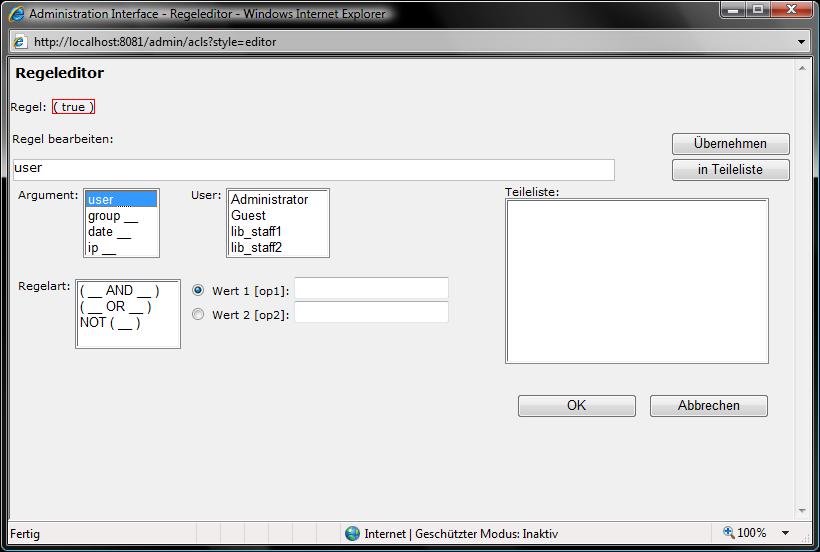 Administration Interface - Regeleditor - Windows Internet Explorer
http://localhost:8081/admin/acls?style=editor
Regeleditor
Regel: ( true )
Regel bearbeiten:
Übernehmen
user
in Teileliste
Argument:
user
group __
date __
ip __
User:
Administrator
Guest
lib_staff1
lib_staff2
Teileliste:
Regelart:
( __ AND __ )
( __ OR __ )
NOT ( __ )
Wert 1 [op1]:
Wert 2 [op2]:
OK
Abbrechen
Fertig
Internet | Geschützter Modus: Inaktiv
100%